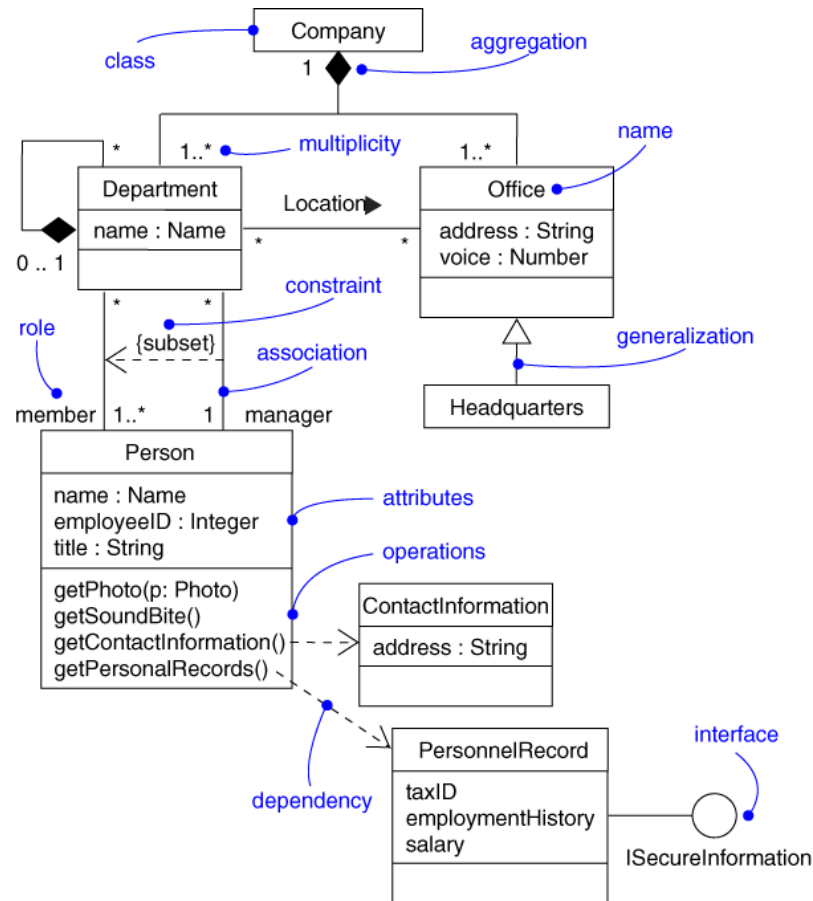 Company
class
aggregation
1
*
1..*
multiplicity
1..*
name
Department
Office
Location
name : Name
address : String
voice : Number
*
*
0 .. 1
*
*
constraint
role
{subset}
association
generalization
member
1..*
1
manager
Headquarters
Person
name : Name
employeeID : Integer
title : String
attributes
operations
getPhoto(p: Photo)
getSoundBite()
getContactInformation()
getPersonalRecords()
ContactInformation
address : String
dependency
PersonnelRecord
interface
taxID
employmentHistory
salary
ISecureInformation